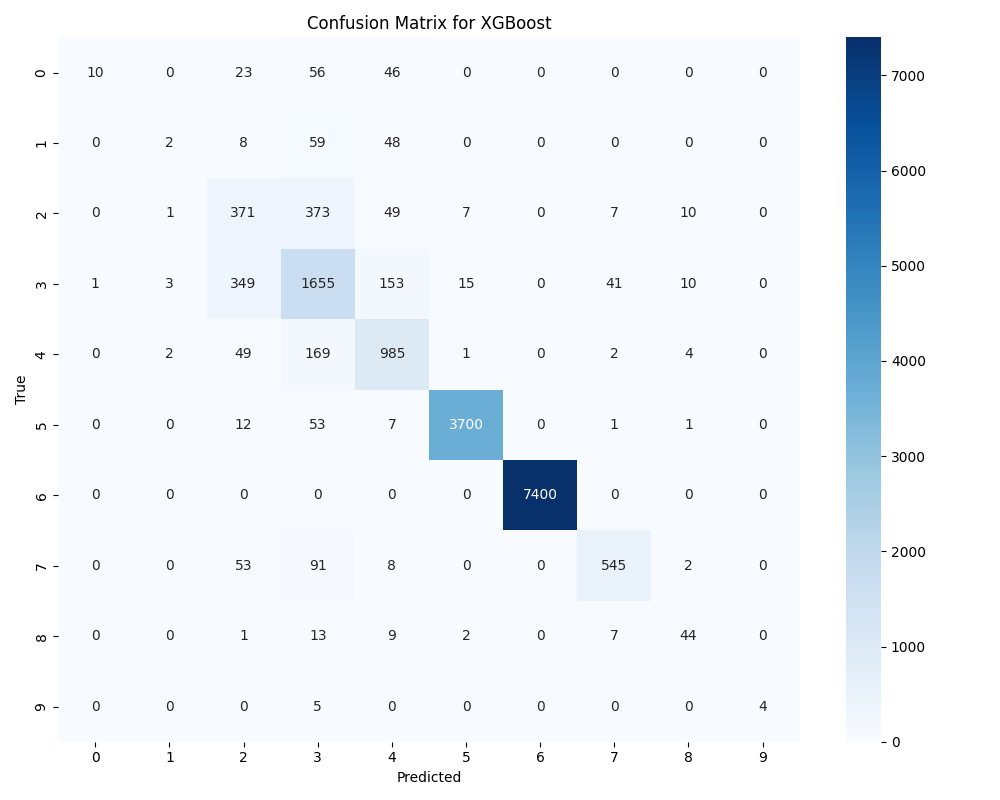 Confusion Matrix for XGBoost
0 10 0 23 56 46 0 0 0 0 0
1 0 2 8 59 48 0 0 0 0 0
2 0 1 371 373 49 7 0 7 10 0
3 1 3 349 1655 153 15 0 41 10 0
4 0 2 49 169 985 1 0 2 4 0
5 0 0 12 53 7 3700 0 1 1 0
6 0 0 0 0 0 0 7400 0 0 0
7 0 0 53 91 8 0 0 545 2 0
8 0 0 1 13 9 2 0 7 44 0
9 0 0 0 5 0 0 0 0 0 4
0 1 2 3 4 5 6 7 8 9
Predicted
True
7000
6000
5000
4000
3000
2000
1000
0